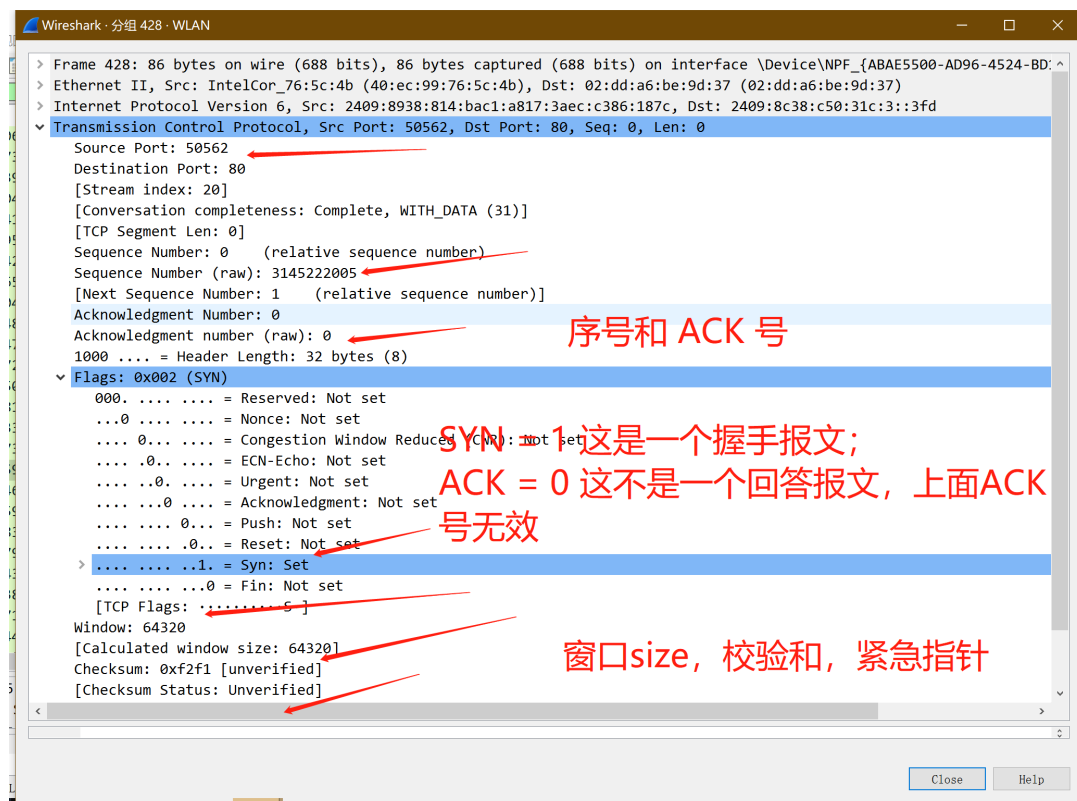 Wireshark · 分组 428 · WLAN
Frame 428: 86 bytes on wire (688 bits), 86 bytes captured (688 bits) on interface \Device\NPF_{ABAE5500-AD96-4524-BD
Ethernet II, Src: IntelCor_76:5c:4b (40:ec:99:76:5c:4b), Dst: 02:dd:a6:be:9d:37 (02:dd:a6:be:9d:37)
Internet Protocol Version 6, Src: 2409:8938:814:bac1:a817:3aec:c386:187c, Dst: 2409:8c38:c50:31c:3::3fd
Transmission Control Protocol, Src Port: 50562, Dst Port: 80, Seq: 0, Len: 0
Source Port: 50562
Destination Port: 80
[Stream index: 20]
[Conversation completeness: Complete, WITH_DATA (31)]
[TCP Segment Len: 0]
Sequence Number: 0    (relative sequence number)
Sequence Number (raw): 3145222005
[Next Sequence Number: 1    (relative sequence number)]
Acknowledgment Number: 0
Acknowledgment number (raw): 0
序号和 ACK 号
1000 .... = Header Length: 32 bytes (8)
Flags: 0x002 (SYN)
000. .... .... = Reserved: Not set
...0 .... .... = Nonce: Not set
.... 0... .... = Congestion Window Reduced (CWR): Not set
SYN = 1 这是一个握手报文；
.... .0.. .... = ECN-Echo: Not set
.... ..0. .... = Urgent: Not set
ACK = 0 这不是一个回答报文，上面ACK
.... ...0 .... = Acknowledgment: Not set
号无效
.... .... 0... = Push: Not set
.... .... .0.. = Reset: Not set
.... .... ..1. = Syn: Set
.... .... ...0 = Fin: Not set
[TCP Flags: ··········S·]
Window: 64320
[Calculated window size: 64320]
窗口size，校验和，紧急指针
Checksum: 0xf2f1 [unverified]
[Checksum Status: Unverified]
Close
Help